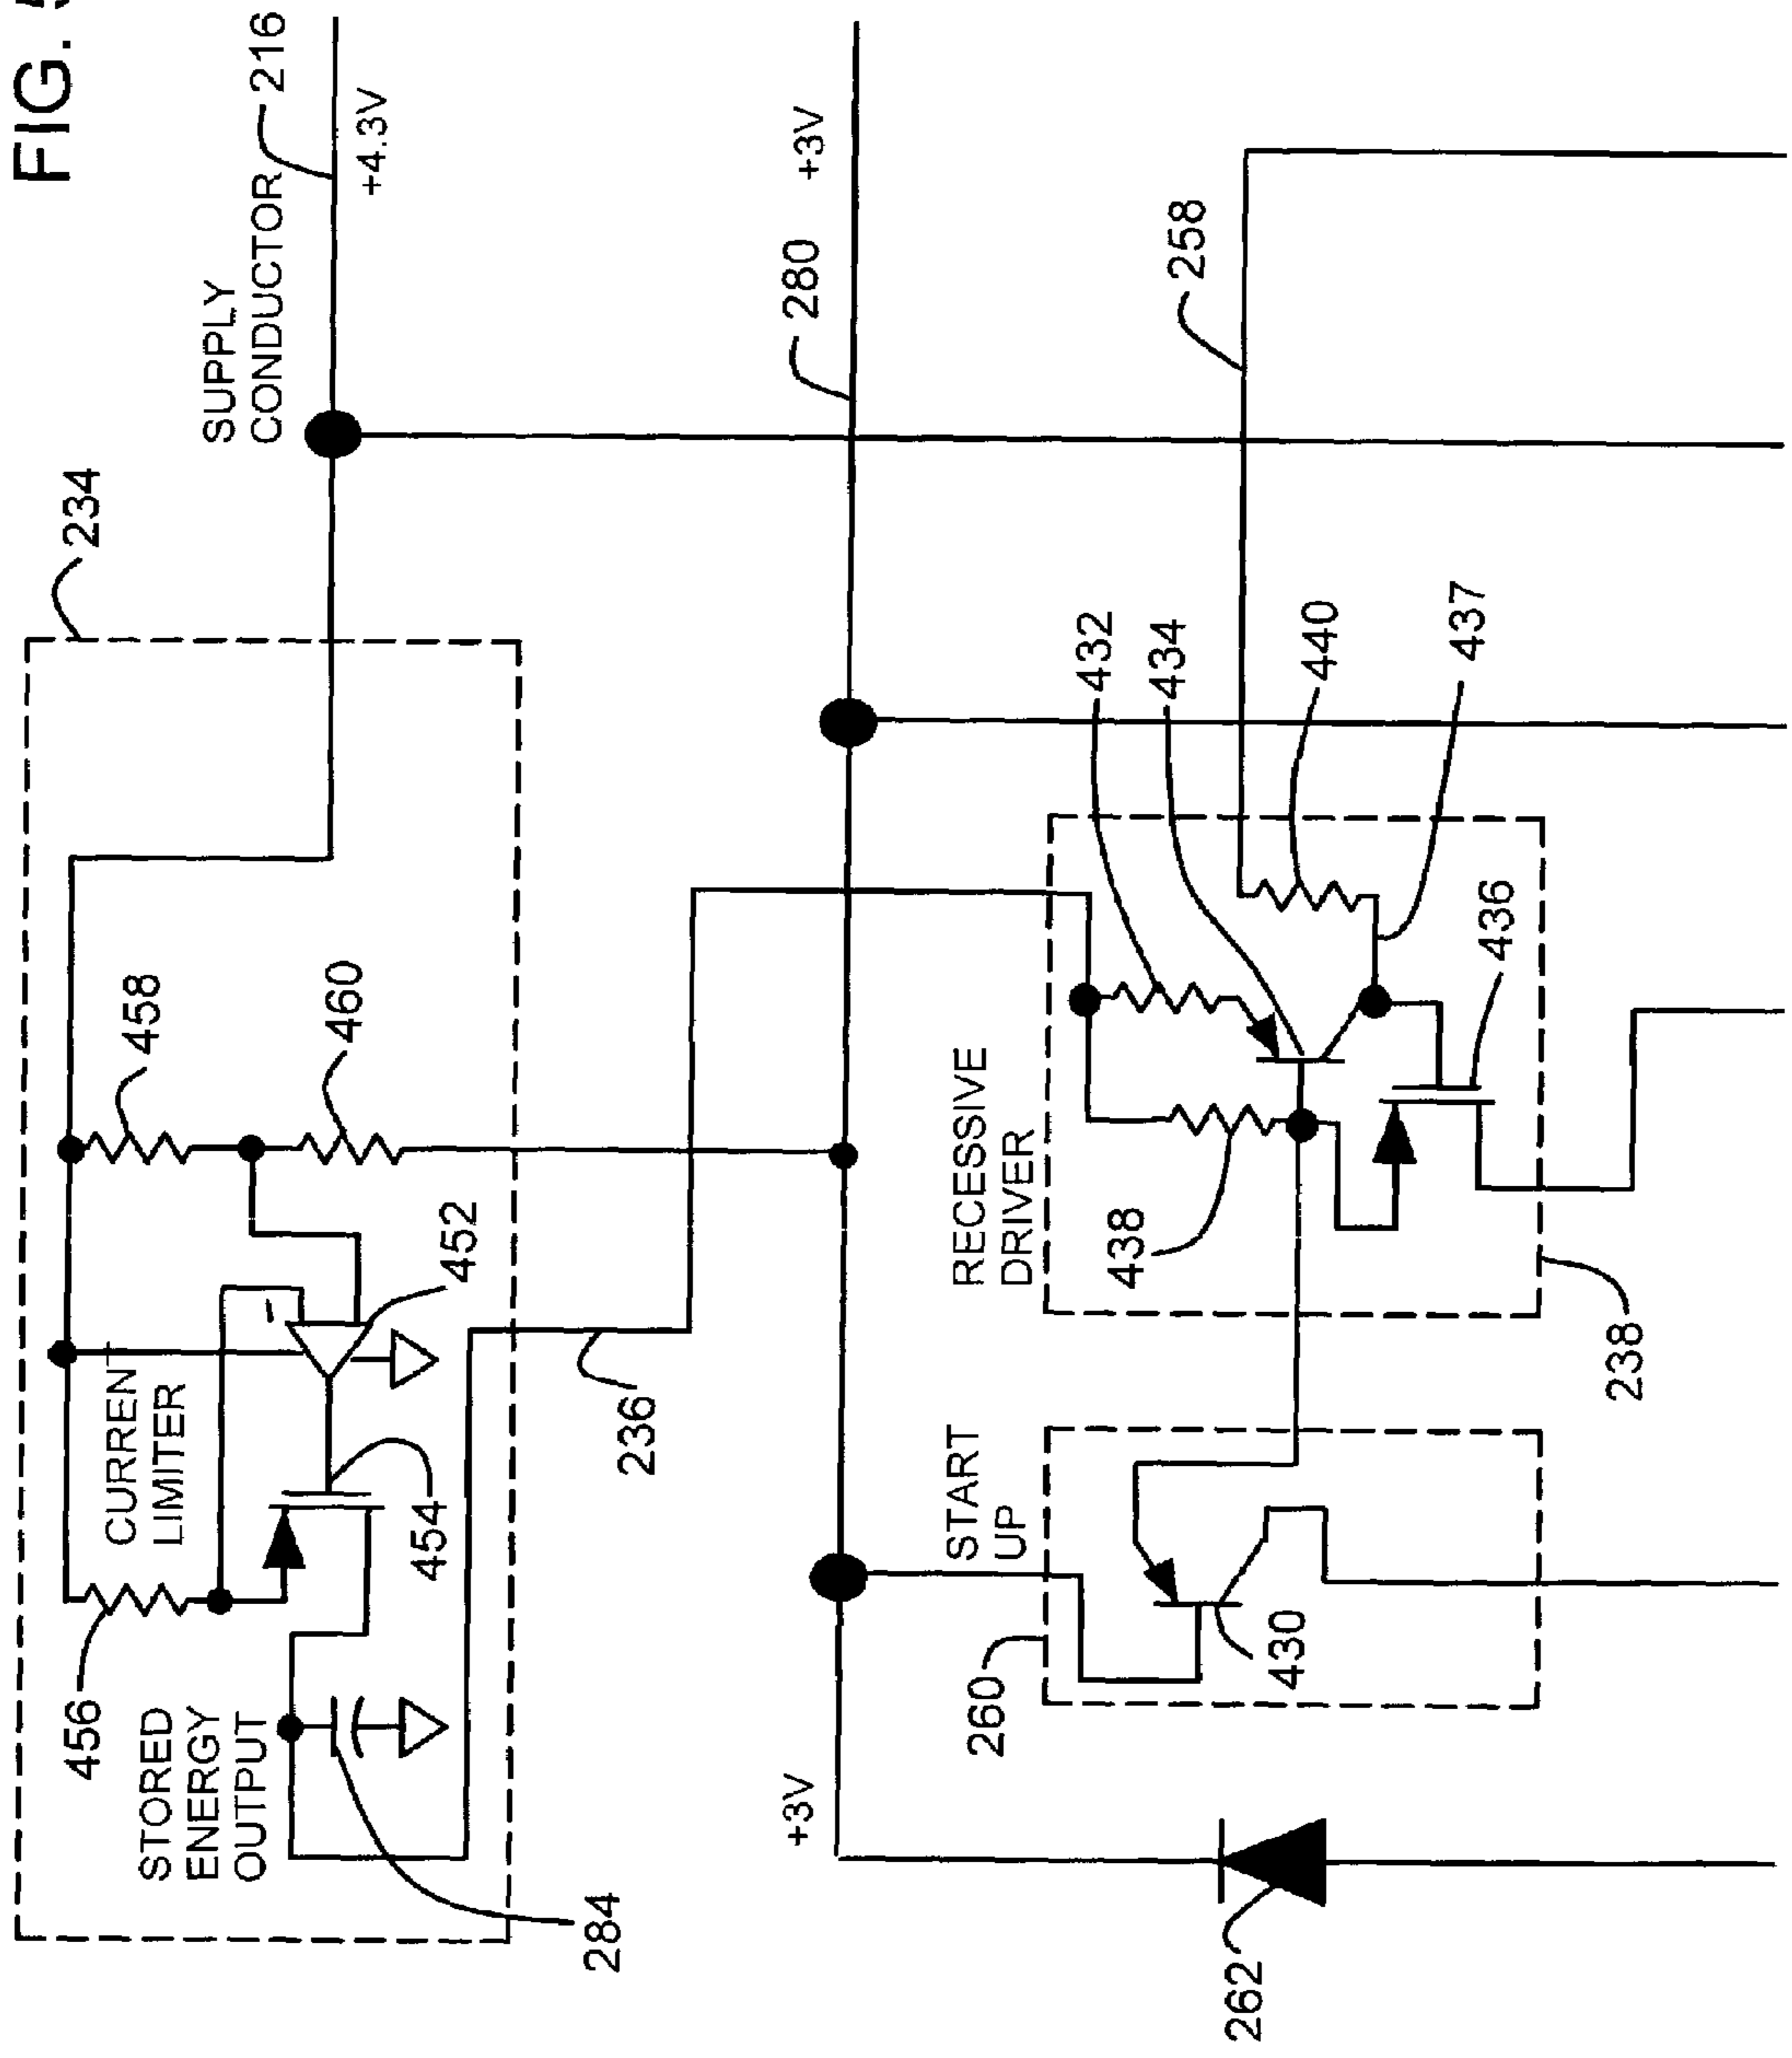 FIG.
234
456
CURRENT
LIMITER
458
STORED
ENERGY
OUTPUT
SUPPLY
CONDUCTOR 216
+4.3V
460
-
454
452
284
236
+3V
280
+3V
START
UP
RECESSIVE
DRIVER
260
432
438
434
258
262
430
440
437
436
238